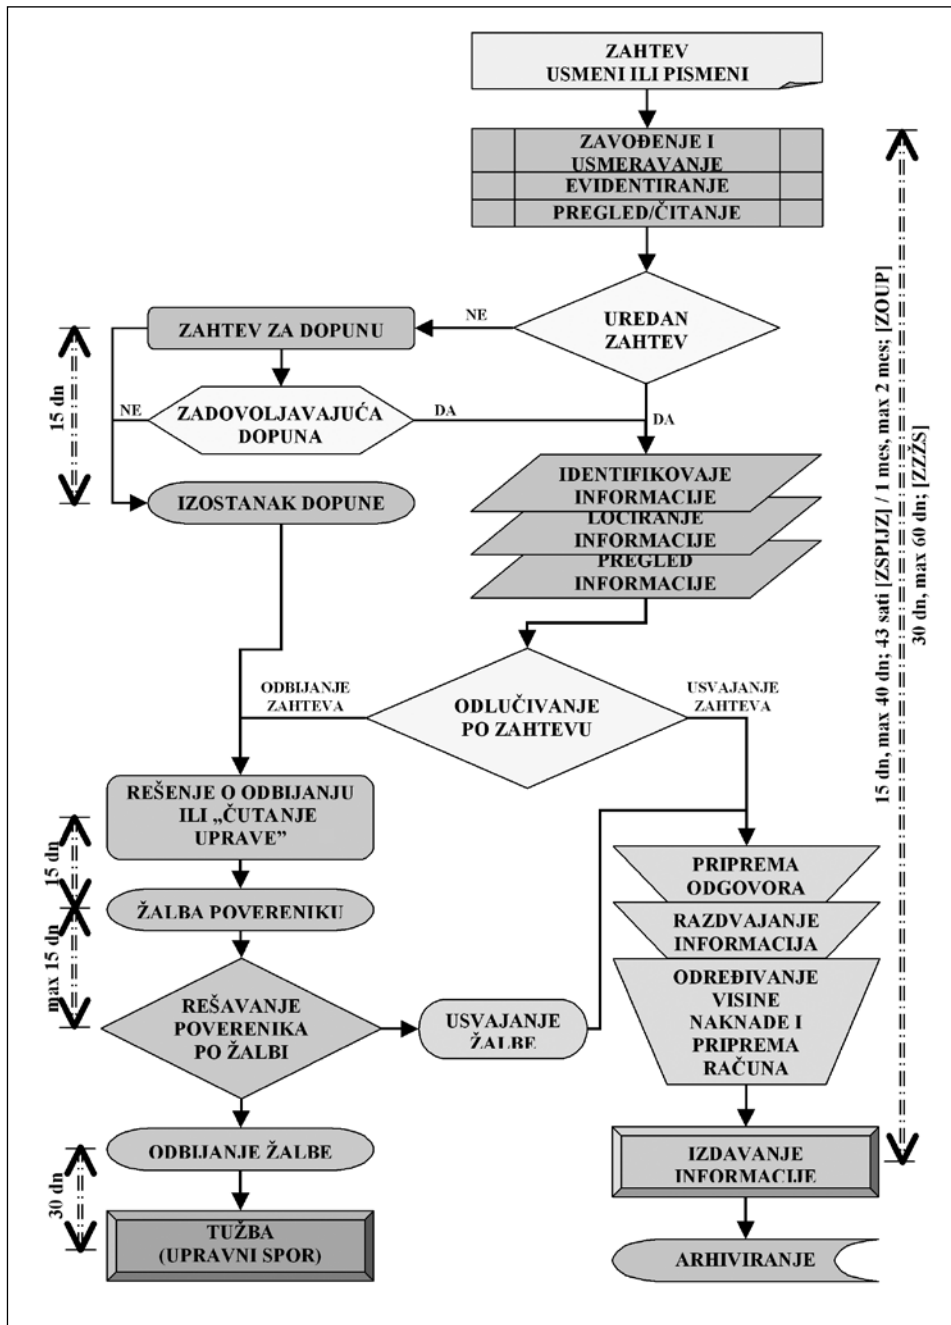 ZAHTEV
USMENI ILI PISMENI
ZAVOĐENJE I
USMERAVANJE
EVIDENTIRANJE
PREGLED/ČITANJE
UREDAN
ZAHTEV
NE
DA
ZAHTEV ZA DOPUNU
ZADOVOLJAVAJUĆA
DOPUNA
NE
DA
15 dn
IZOSTANAK DOPUNE
IDENTIFIKOVAJE
INFORMACIJE
LOCIRANJE
INFORMACIJE
PREGLED
INFORMACIJE
ODLUČIVANJE
PO ZAHTEVU
ODBIJANJE
ZAHTEVA
USVAJANJE
ZAHTEVA
REŠENJE O ODBIJANJU
ILI „ČUTANJE
UPRAVE”
15 dn
ŽALBA POVERENIKU
max 15 dn
REŠAVANJE
POVERENIKA
PO ŽALBI
USVAJANJE
ŽALBE
ODBIJANJE ŽALBE
30 dn
TUŽBA
(UPRAVNI SPOR)
PRIPREMA
ODGOVORA
RAZDVAJANJE
INFORMACIJA
ODREĐIVANJE
VISINE
NAKNADE I
PRIPREMA
RAČUNA
IZDAVANJE
INFORMACIJE
ARHIVIRANJE
15 dn, max 40 dn; 43 sati [ZSPIJZ] / 1 mes, max 2 mes; [ZOUP]
30 dn, max 60 dn; [ZZŽS]